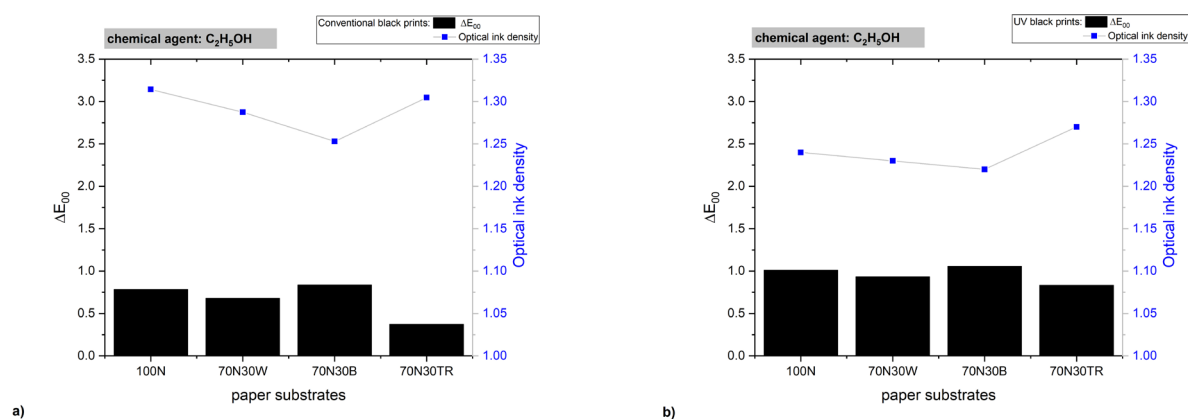 Conventional black prints: ΔE₀₀
Optical ink density
chemical agent: C₂H₅OH
3.5
3.0
2.5
2.0
1.5
1.0
0.5
0.0
ΔE₀₀
1.35
1.30
1.25
1.20
1.15
1.10
1.05
1.00
Optical ink density
100N 70N30W 70N30B 70N30TR
paper substrates
a)
UV black prints: ΔE₀₀
Optical ink density
chemical agent: C₂H₅OH
3.5
3.0
2.5
2.0
1.5
1.0
0.5
0.0
ΔE₀₀
1.35
1.30
1.25
1.20
1.15
1.10
1.05
1.00
Optical ink density
100N 70N30W 70N30B 70N30TR
paper substrates
b)